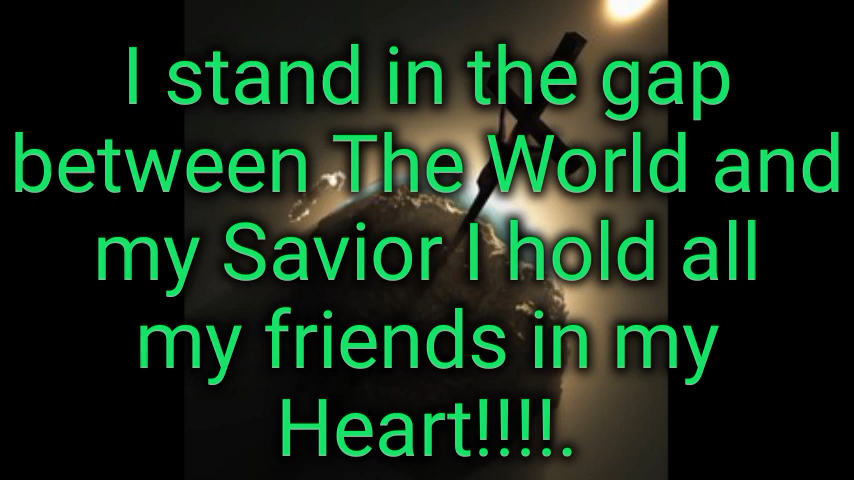 I stand in the gap
between The World and
my Savior I hold all
my friends in my
Heart!!!!.